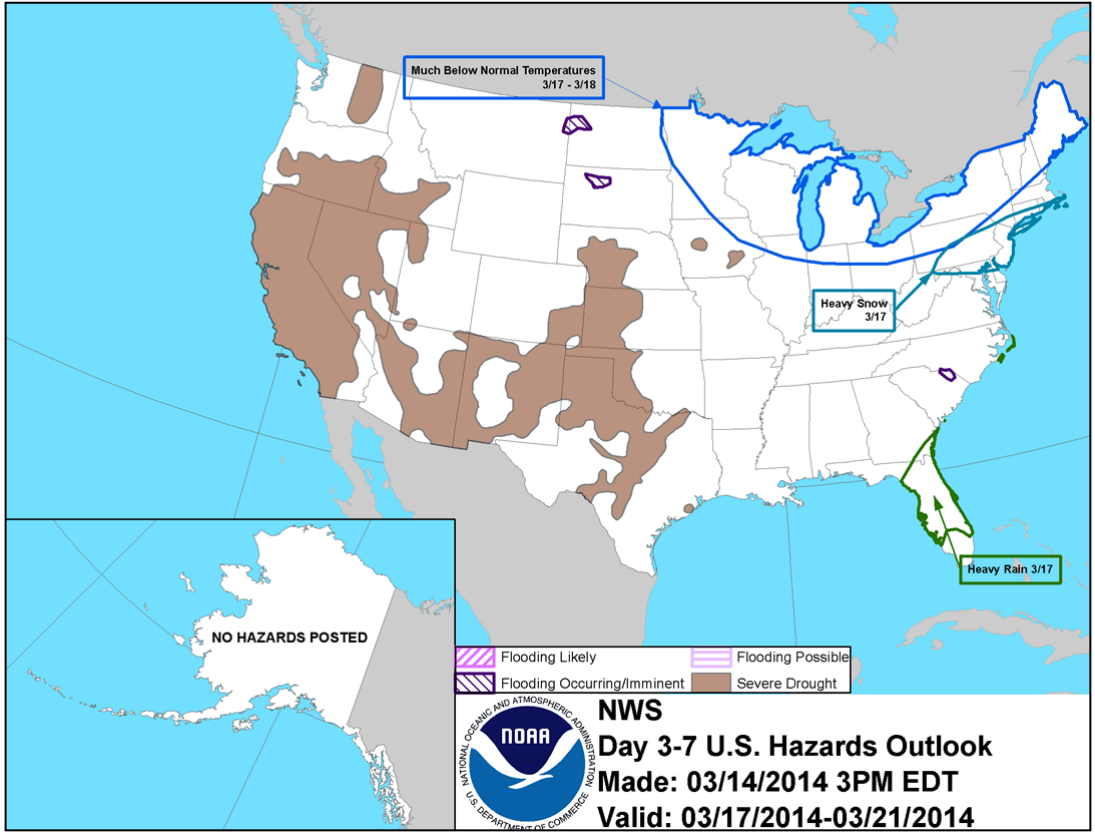 Much Below Normal Temperatures
3/17 - 3/18
Heavy Snow
3/17
Heavy Rain 3/17
NO HAZARDS POSTED
Flooding Likely
Flooding Possible
Flooding Occurring/Imminent
Severe Drought
NATIONAL OCEANIC AND ATMOSPHERIC ADMINISTRATION
NOAA
U.S. DEPARTMENT OF COMMERCE
NWS
Day 3-7 U.S. Hazards Outlook
Made: 03/14/2014 3PM EDT
Valid: 03/17/2014-03/21/2014